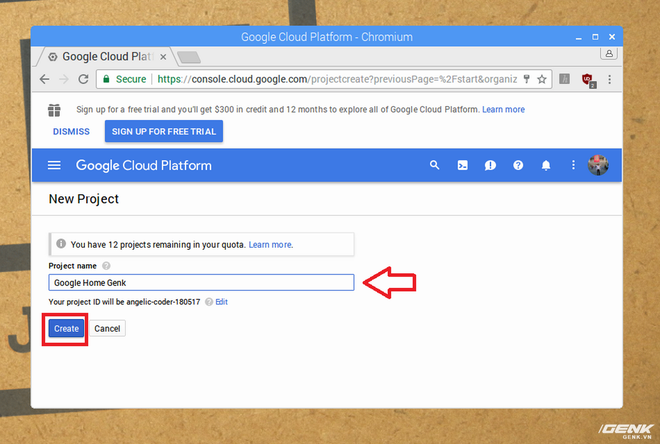 Google Cloud Platform - Chromium
Google Cloud Plat
Secure https://console.cloud.google.com/projectcreate?previousPage=%2Fstart&organiz
2
Sign up for a free trial and you'll get $300 in credit and 12 months to explore all of Google Cloud Platform. Learn more
DISMISS SIGN UP FOR FREE TRIAL
Google Cloud Platform
New Project
You have 12 projects remaining in your quota. Learn more.
Project name
Google Home Genk
Your project ID will be angelic-coder-180517 Edit
Create Cancel
GENK
GENK.VN